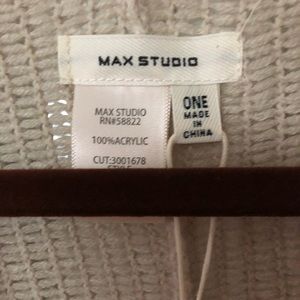 MAX STUDIO
MAX STUDIO
RN#58822
100%ACRYLIC
CUT:3001678
ONE
MADE
IN
CHINA